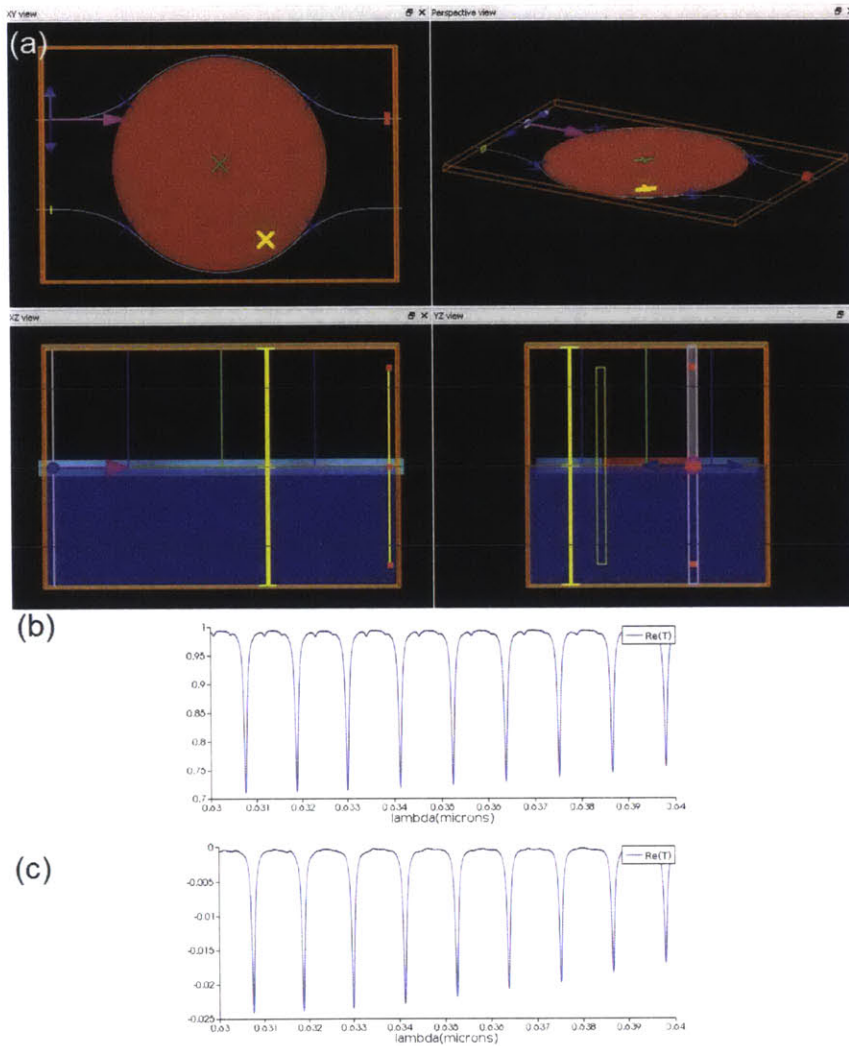 XY view
Perspective view
(a)
XZ view
YZ view
(b)
1
0.95
0.9
0.85
0.8
0.75
0.7
Re(T)
0.63 0.631 0.632 0.633 0.634 0.635 0.636 0.637 0.638 0.639 0.64
lambda(microns)
(c)
0
-0.005
-0.01
-0.015
-0.02
-0.025
Re(T)
0.63 0.631 0.632 0.633 0.634 0.635 0.636 0.637 0.638 0.639 0.64
lambda(microns)